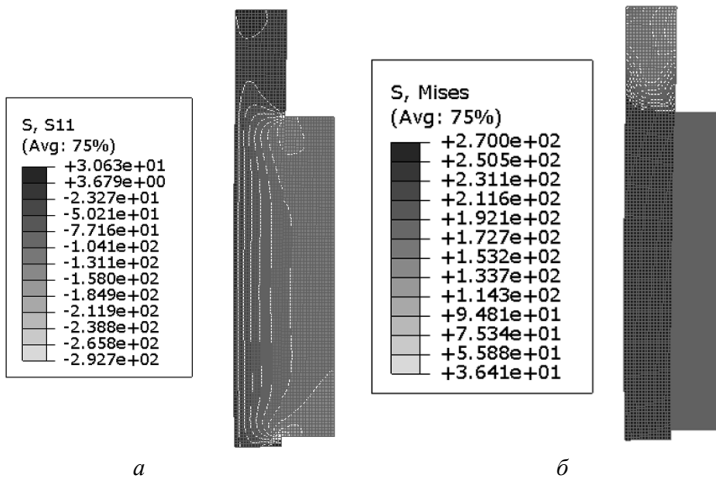 S, S11
(Avg: 75%)
+3.063e+01
+3.679e+00
-2.327e+01
-5.021e+01
-7.716e+01
-1.041e+02
-1.311e+02
-1.580e+02
-1.849e+02
-2.119e+02
-2.388e+02
-2.658e+02
-2.927e+02
S, Mises
(Avg: 75%)
+2.700e+02
+2.505e+02
+2.311e+02
+2.116e+02
+1.921e+02
+1.727e+02
+1.532e+02
+1.337e+02
+1.143e+02
+9.481e+01
+7.534e+01
+5.588e+01
+3.641e+01
а
б